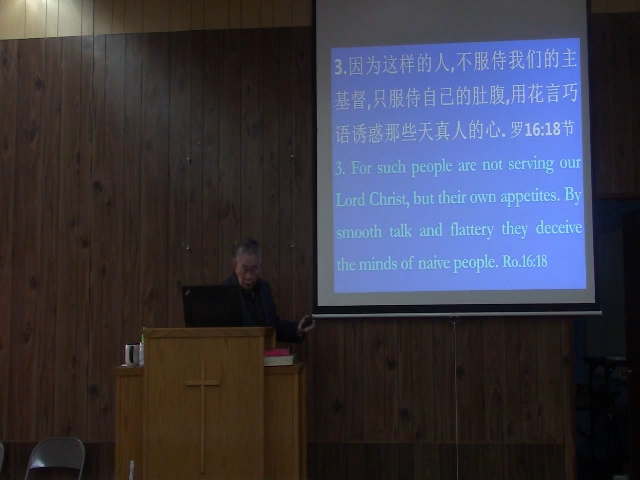 3.因为这样的人,不服侍我们的主
基督,只服侍自己的肚腹,用花言巧
语诱惑那些天真人的心. 罗16:18节
3. For such people are not serving our
Lord Christ, but their own appetites. By
smooth talk and flattery they deceive
the minds of naive people. Ro.16:18